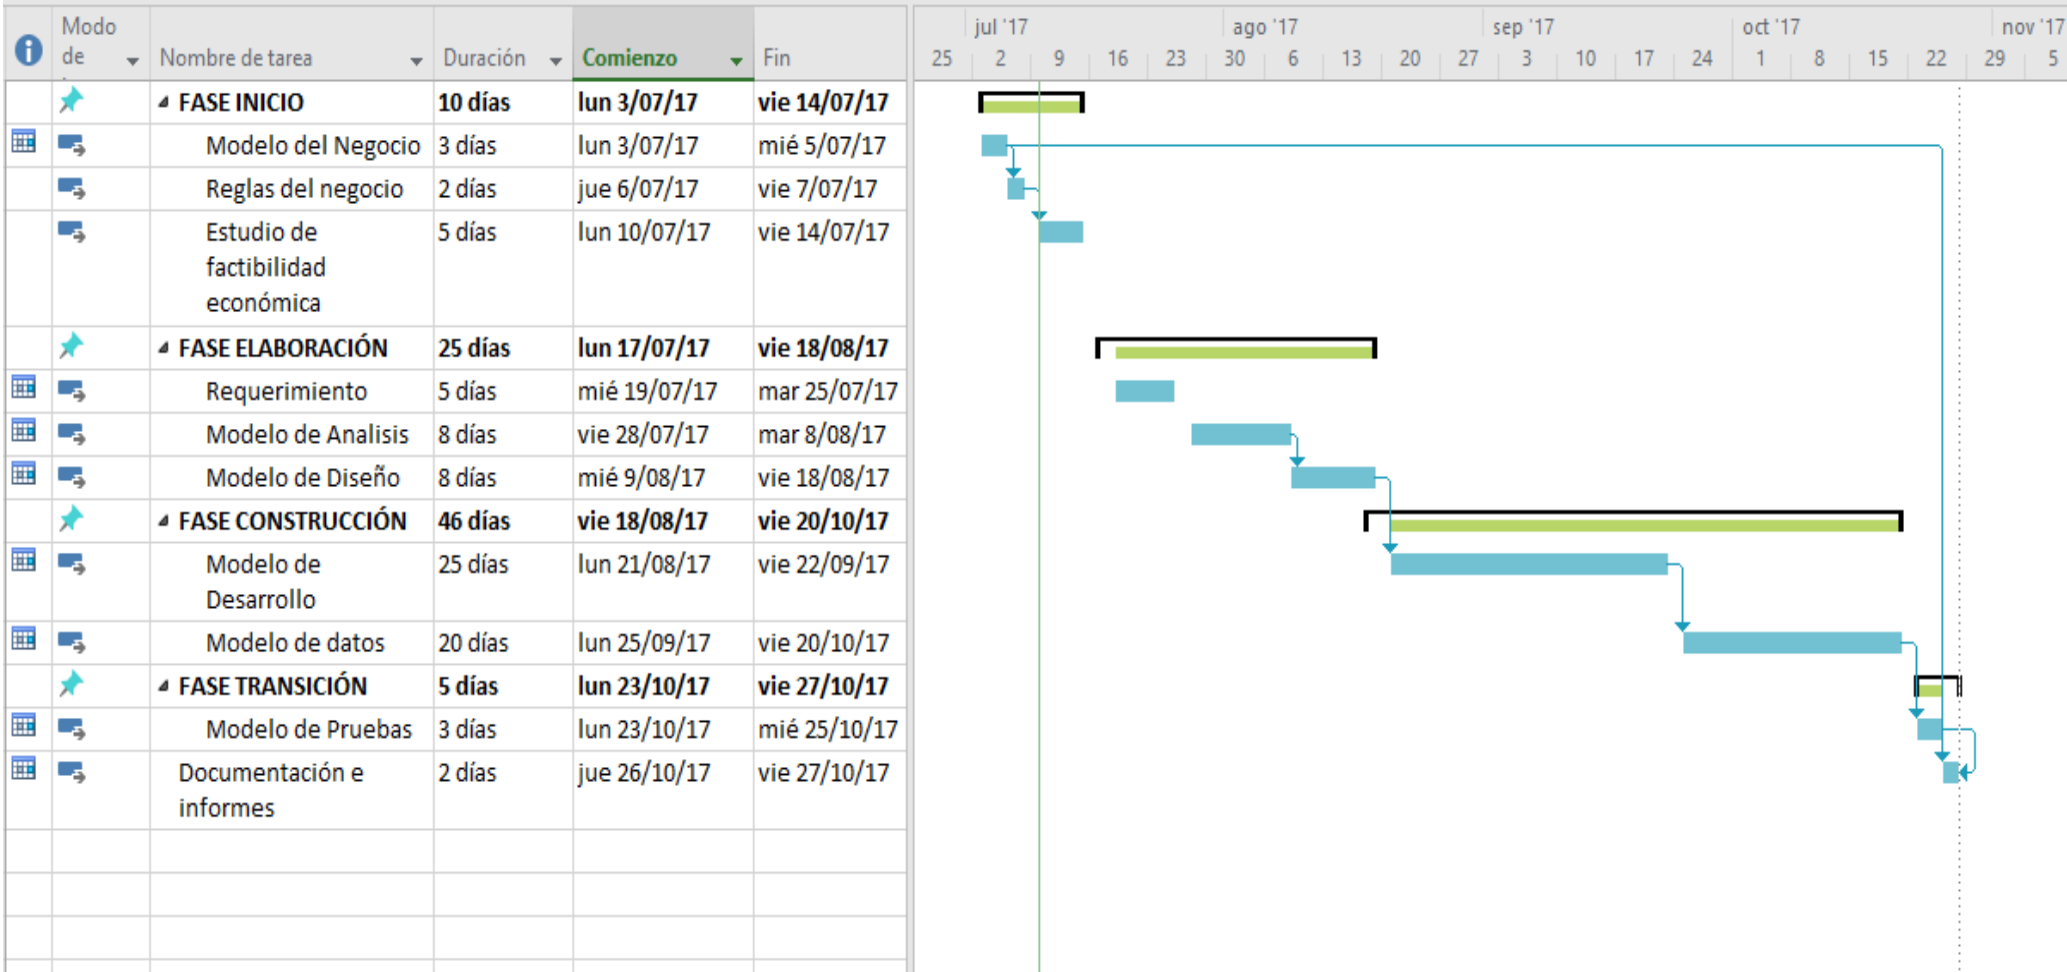 Modo de Nombre de tarea Duración Comienzo Fin
jul '17 ago '17 sep '17 oct '17 nov '17
25 2 9 16 23 30 6 13 20 27 3 10 17 24 1 8 15 22 29 5
FASE INICIO 10 días lun 3/07/17 vie 14/07/17
Modelo del Negocio 3 días lun 3/07/17 mié 5/07/17
Reglas del negocio 2 días jue 6/07/17 vie 7/07/17
Estudio de 5 días lun 10/07/17 vie 14/07/17
factibilidad
económica
FASE ELABORACIÓN 25 días lun 17/07/17 vie 18/08/17
Requerimiento 5 días mié 19/07/17 mar 25/07/17
Modelo de Analisis 8 días vie 28/07/17 mar 8/08/17
Modelo de Diseño 8 días mié 9/08/17 vie 18/08/17
FASE CONSTRUCCIÓN 46 días vie 18/08/17 vie 20/10/17
Modelo de 25 días lun 21/08/17 vie 22/09/17
Desarrollo
Modelo de datos 20 días lun 25/09/17 vie 20/10/17
FASE TRANSICIÓN 5 días lun 23/10/17 vie 27/10/17
Modelo de Pruebas 3 días lun 23/10/17 mié 25/10/17
Documentación e 2 días jue 26/10/17 vie 27/10/17
informes